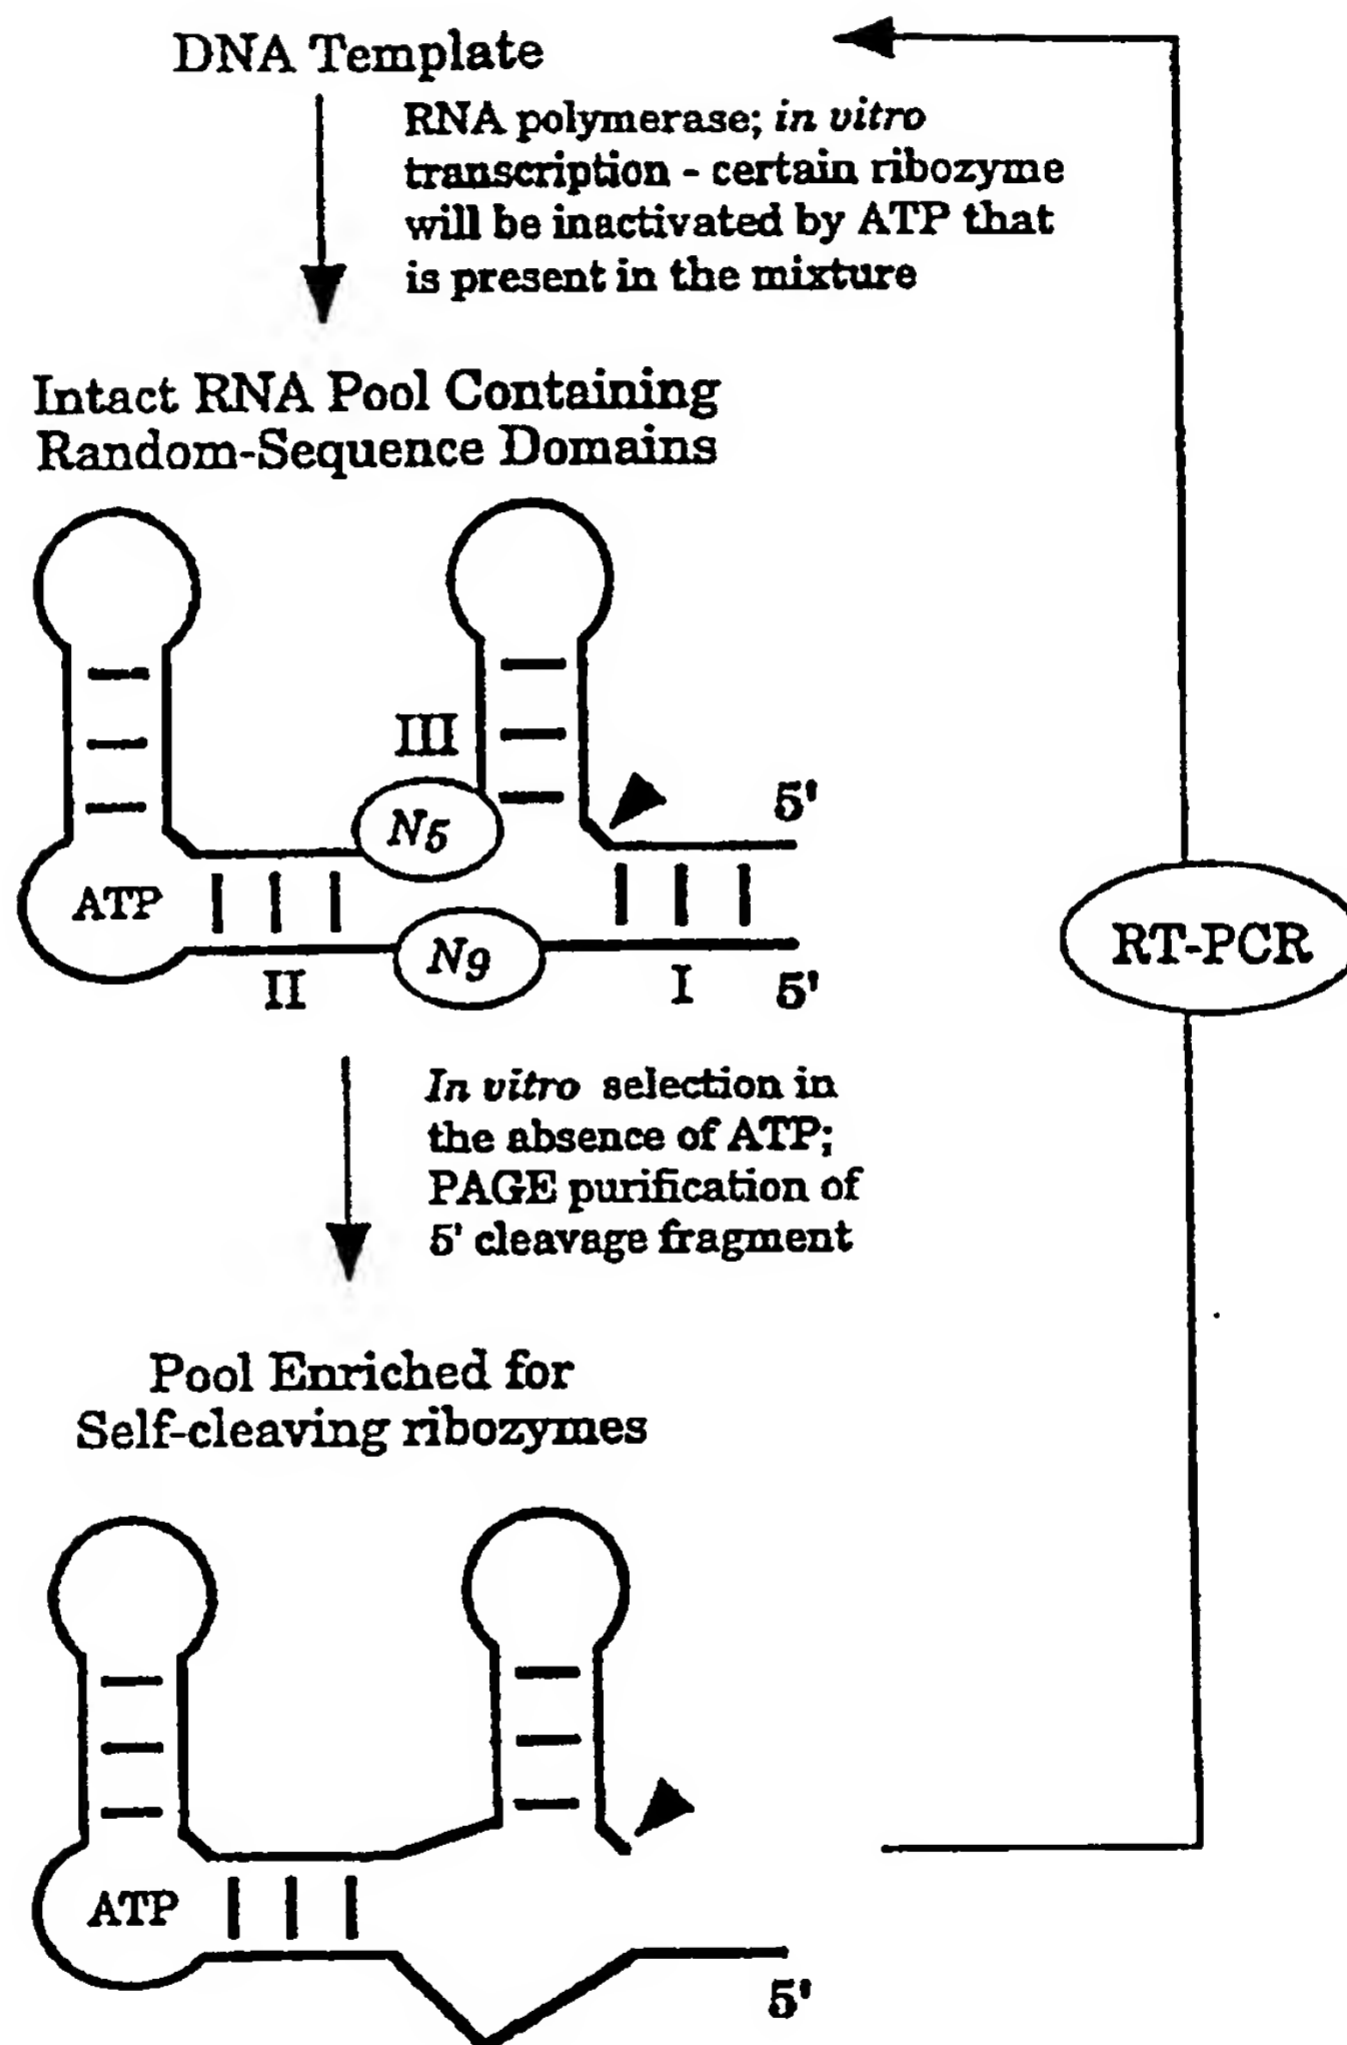 DNA Template
RNA polymerase; in vitro
transcription - certain ribozyme
will be inactivated by ATP that
is present in the mixture
Intact RNA Pool Containing
Random-Sequence Domains
III
N5
5'
ATP
N9
II
I
5'
RT-PCR
In vitro selection in
the absence of ATP;
PAGE purification of
5' cleavage fragment
Pool Enriched for
Self-cleaving ribozymes
ATP
5'